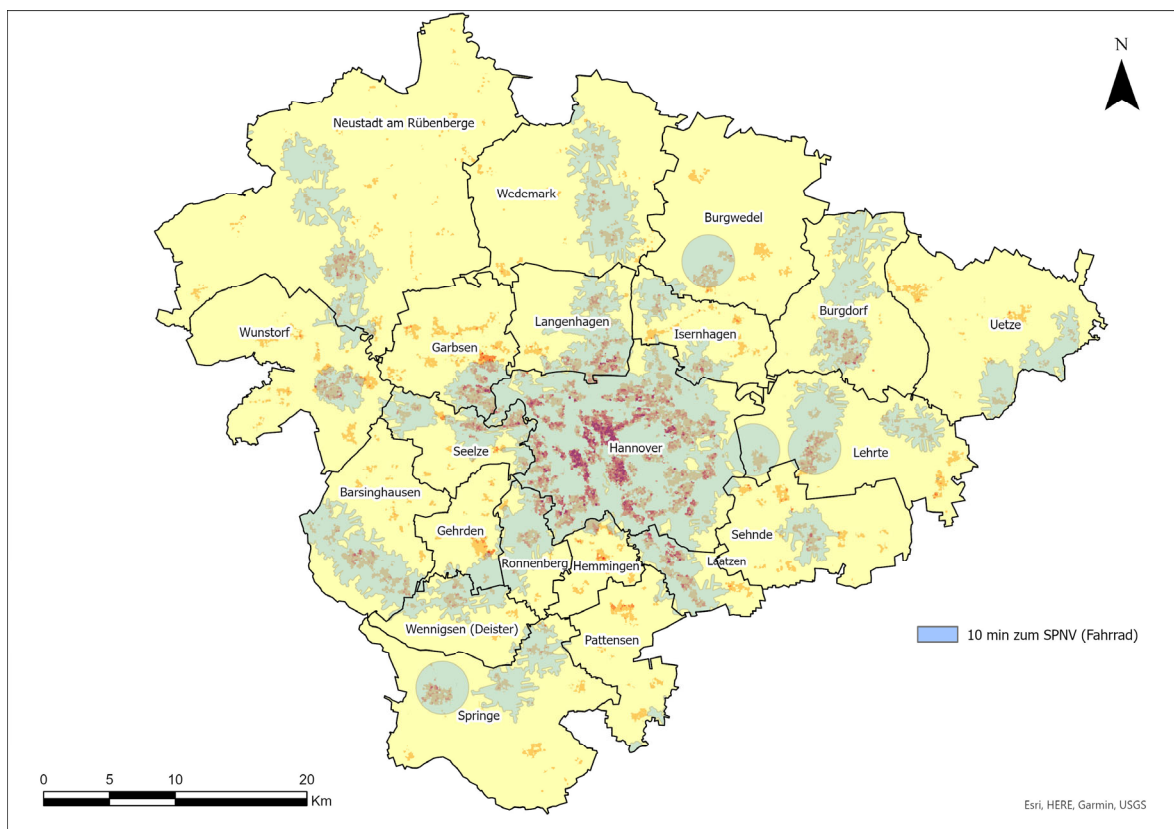 N
Neustadt am Rübenberge
Wedemark
Burgwedel
Burgdorf
Uetze
Wunstorf
Garbsen
Langenhagen
Isernhagen
Seelze
Hannover
Lehrte
Barsinghausen
Gehrden
Ronnenberg
Hemmingen
Laatzen
Sehnde
Wennigsen (Deister)
Pattensen
Springe
10 min zum SPNV (Fahrrad)
0 5 10 20
Km
Esri, HERE, Garmin, USGS